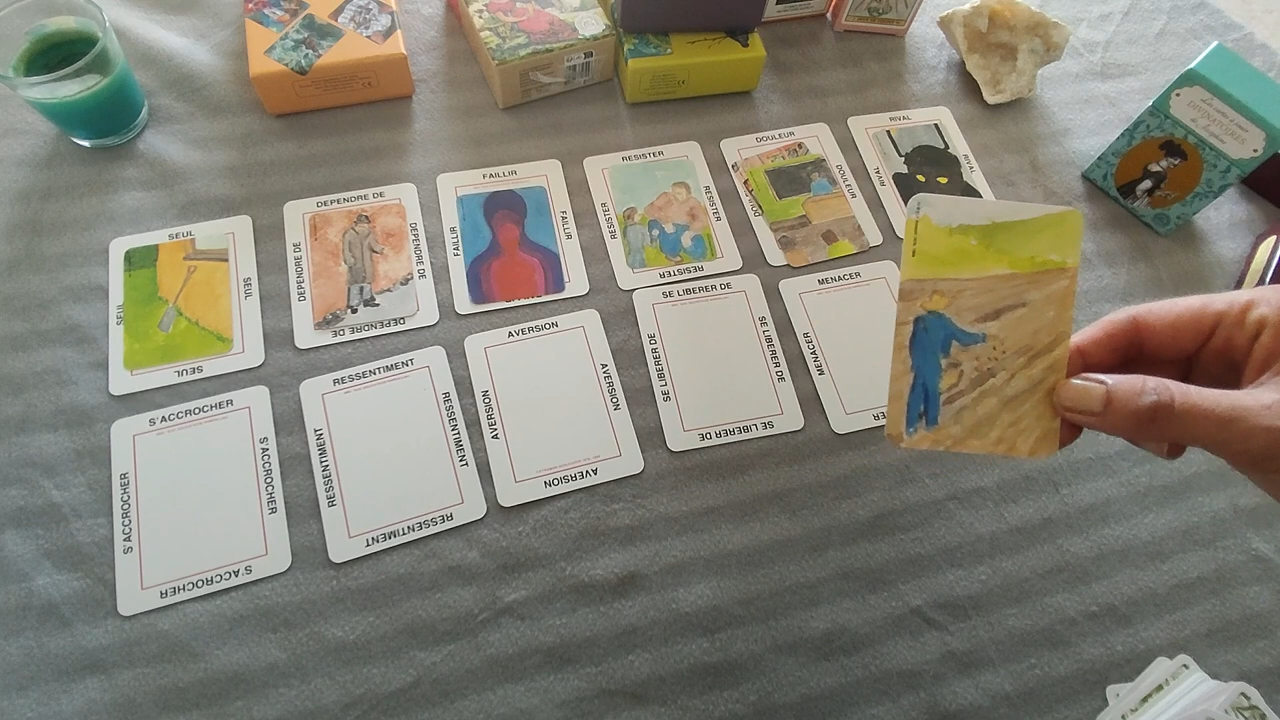 DIVINATOIRES
SEUL
SEUL
SEUL
SEUL
DEPENDRE DE
DEPENDRE DE
DEPENDRE DE
DEPENDRE DE
FAILLIR
FAILLIR
FAILLIR
RESISTER
RESISTER
RESISTER
RESISTER
DOULEUR
DOULEUR
RIVAL
RIVAL
RIVAL
S'ACCROCHER
S'ACCROCHER
S'ACCROCHER
S'ACCROCHER
RESSENTIMENT
RESSENTIMENT
RESSENTIMENT
RESSENTIMENT
AVERSION
AVERSION
AVERSION
AVERSION
SE LIBERER DE
SE LIBERER DE
SE LIBERER DE
SE LIBERER DE
MENACER
MENACER